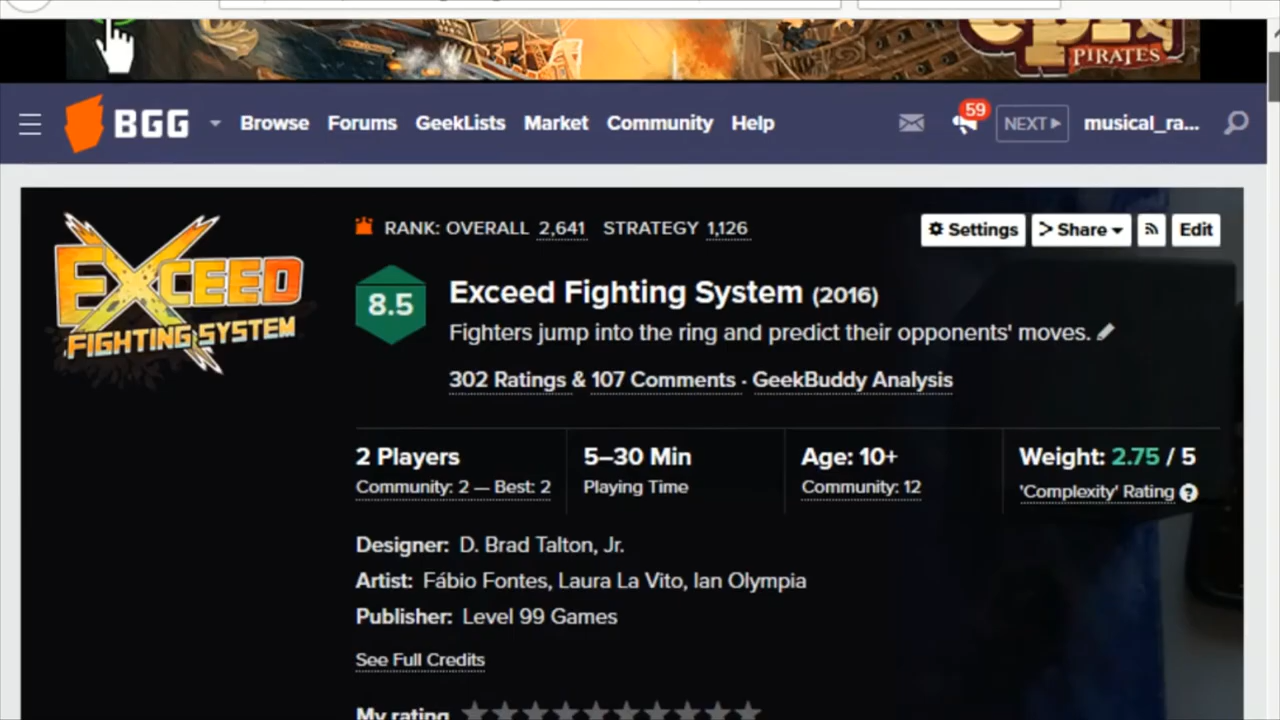 epic
PIRATES
BGG Browse Forums GeekLists Market Community Help 59 NEXT musical_ra...
EXCEED
FIGHTING SYSTEM
RANK: OVERALL 2,641 STRATEGY 1,126 Settings Share Edit
8.5
Exceed Fighting System (2016)
Fighters jump into the ring and predict their opponents' moves.
302 Ratings & 107 Comments · GeekBuddy Analysis
2 Players 5–30 Min Age: 10+ Weight: 2.75 / 5
Community: 2 — Best: 2 Playing Time Community: 12 'Complexity' Rating ?
Designer: D. Brad Talton, Jr.
Artist: Fábio Fontes, Laura La Vito, Ian Olympia
Publisher: Level 99 Games
See Full Credits
My rating